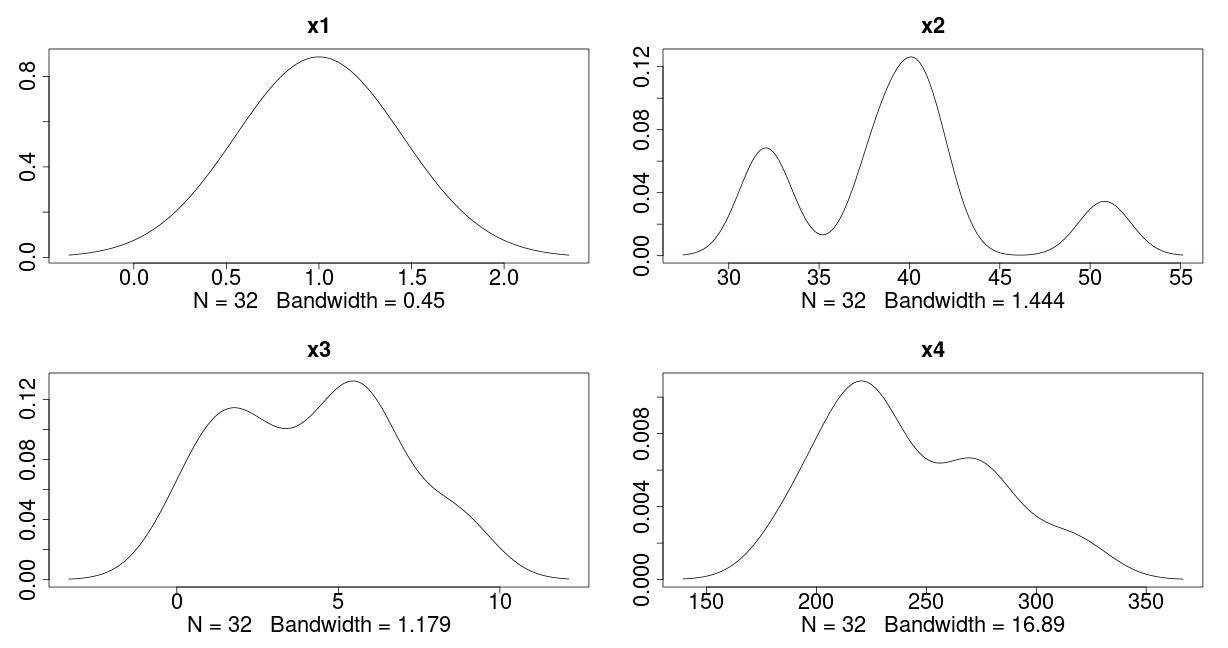 x1
0.8
0.4
0.0
0.0 0.5 1.0 1.5 2.0
N = 32 Bandwidth = 0.45
x2
0.12
0.08
0.04
0.00
30 35 40 45 50 55
N = 32 Bandwidth = 1.444
x3
0.12
0.08
0.04
0.00
0 5 10
N = 32 Bandwidth = 1.179
x4
0.008
0.004
0.000
150 200 250 300 350
N = 32 Bandwidth = 16.89